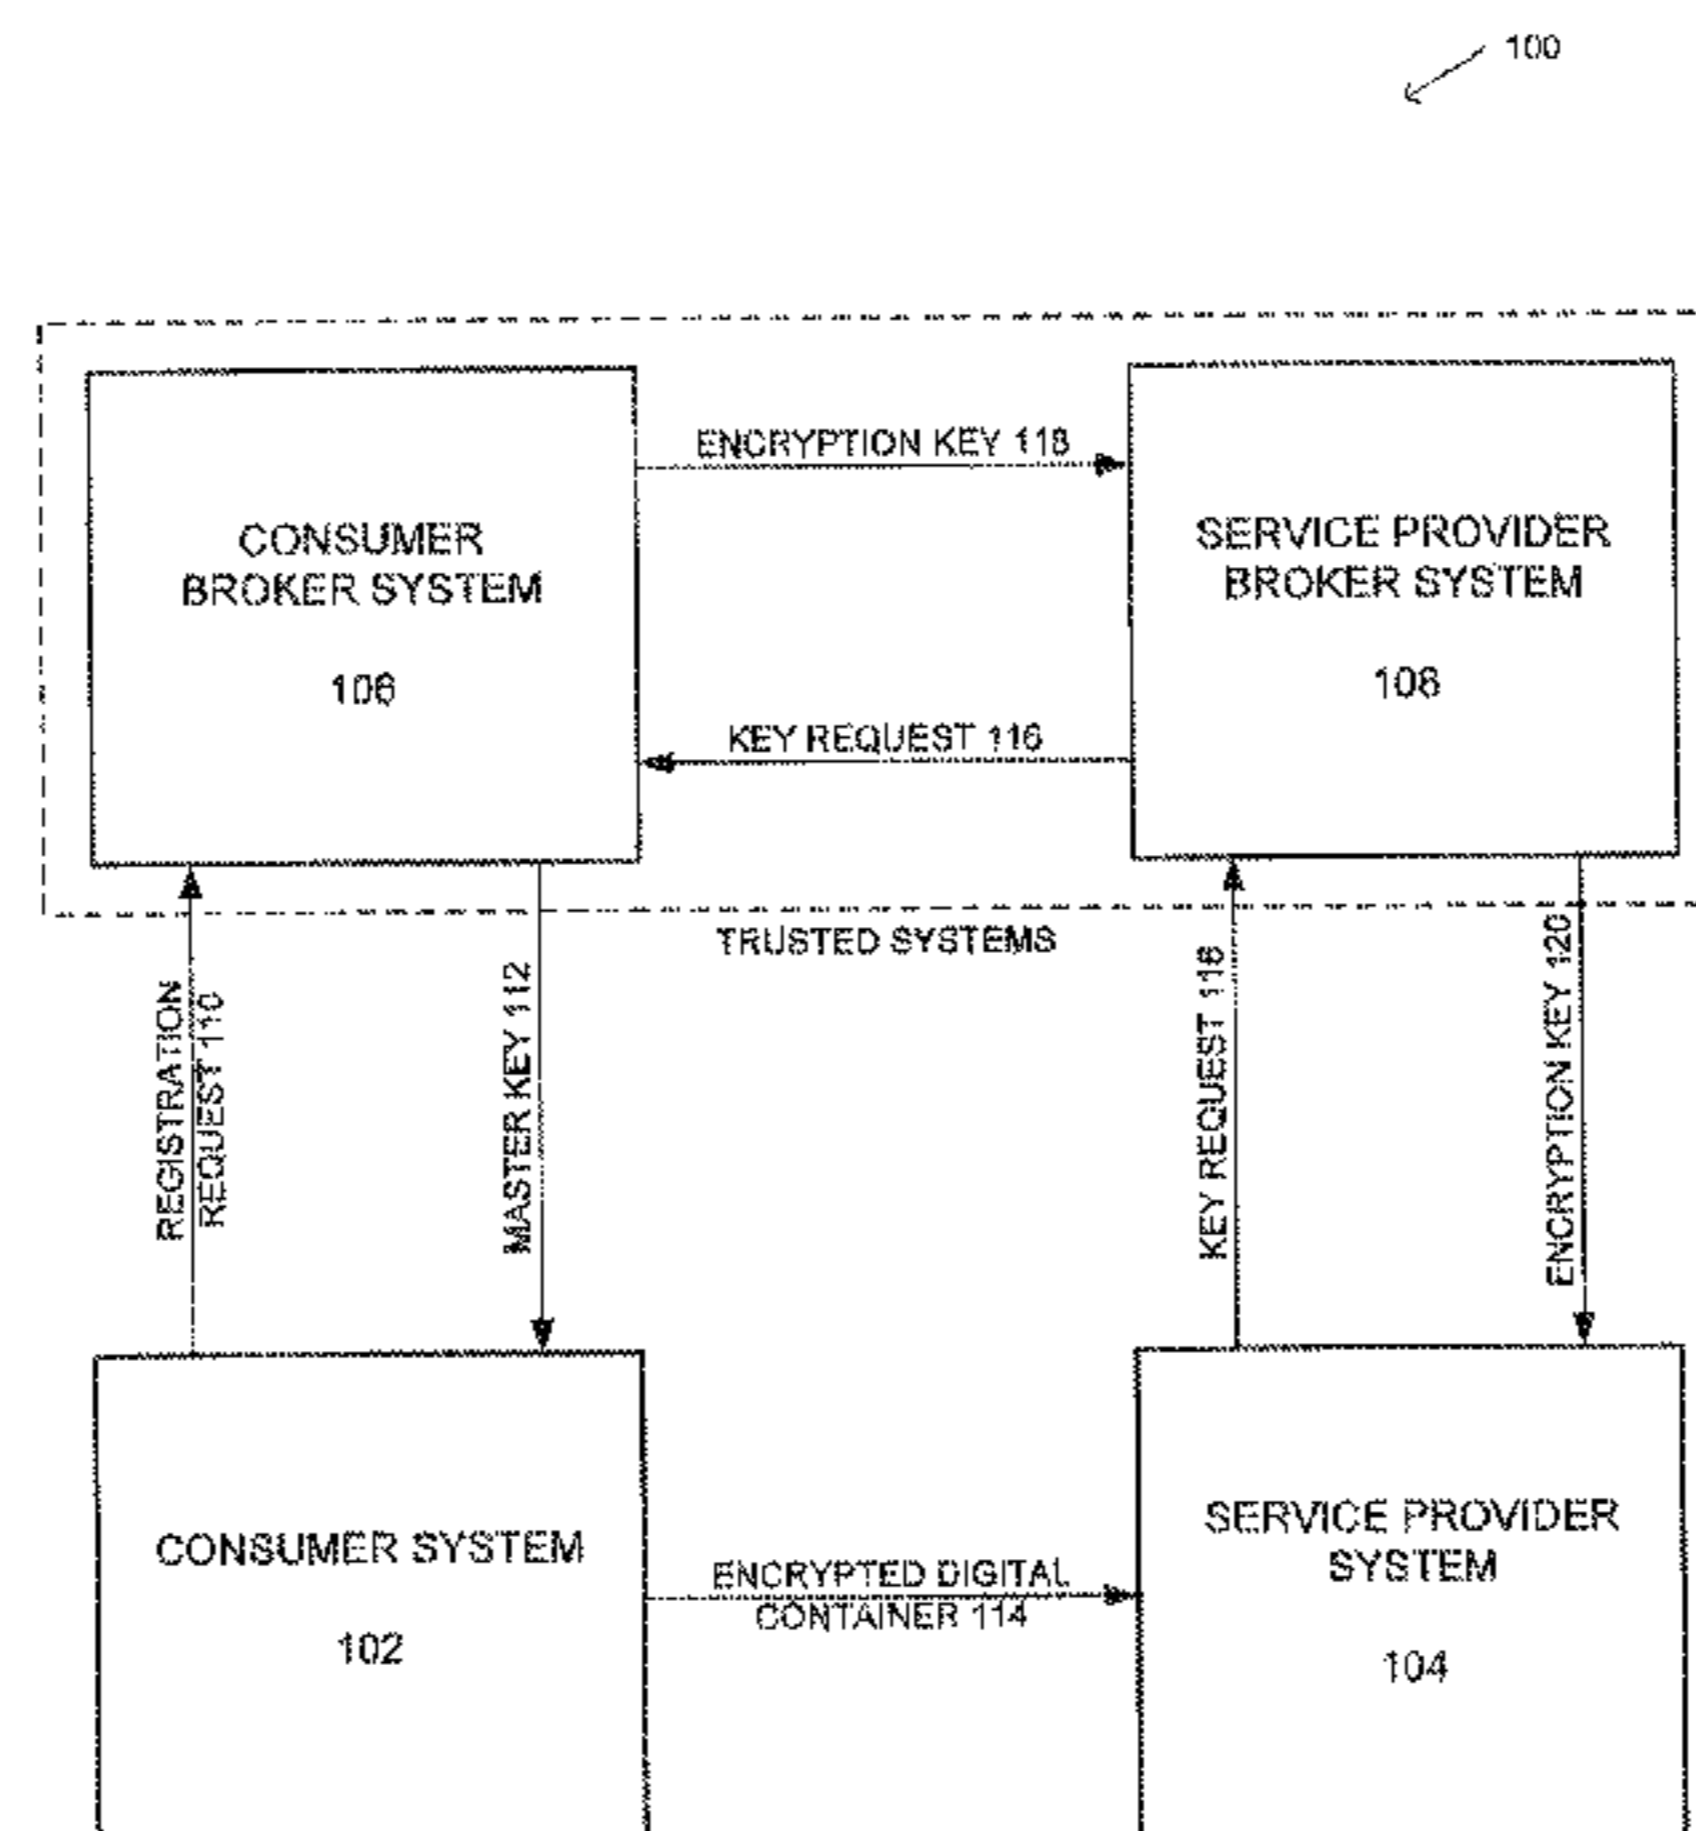 100
ENCRYPTION KEY 118
CONSUMER
BROKER SYSTEM
106
SERVICE PROVIDER
BROKER SYSTEM
108
KEY REQUEST 116
TRUSTED SYSTEMS
REGISTRATION
REQUEST 110
MASTER KEY 112
KEY REQUEST 116
ENCRYPTION KEY 120
CONSUMER SYSTEM
102
ENCRYPTED DIGITAL
CONTAINER 114
SERVICE PROVIDER
SYSTEM
104